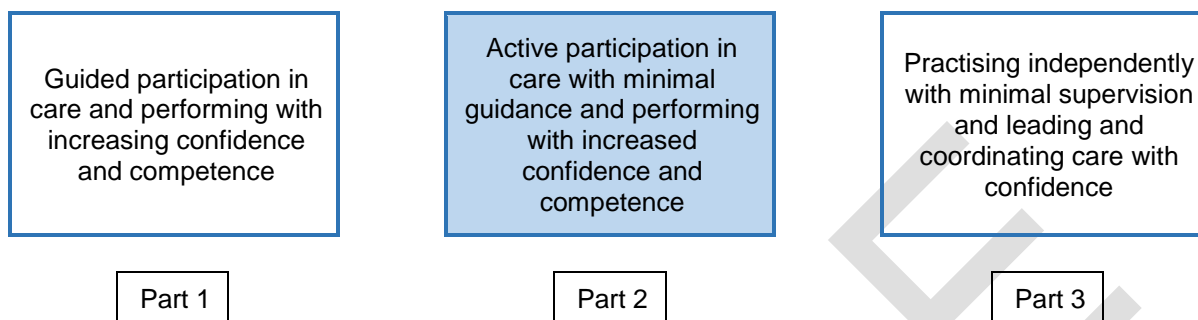 Guided participation in
care and performing with
increasing confidence
and competence
Active participation in
care with minimal
guidance and performing
with increased
confidence and
competence
Practising independently
with minimal supervision
and leading and
coordinating care with
confidence
Part 1
Part 2
Part 3